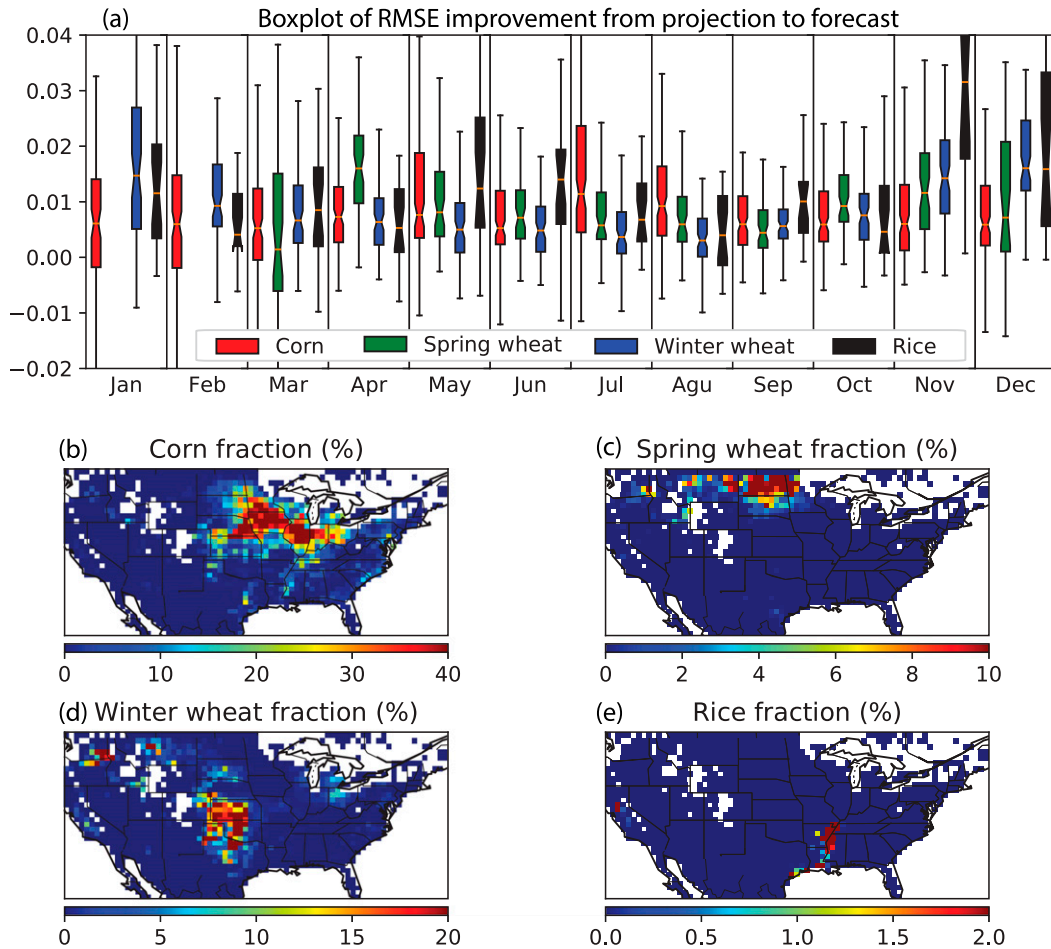 (a) Boxplot of RMSE improvement from projection to forecast
0.04
0.03
0.02
0.01
0.00
−0.01
−0.02
Corn Spring wheat Winter wheat Rice
Jan Feb Mar Apr May Jun Jul Agu Sep Oct Nov Dec
(b) Corn fraction (%)
0 10 20 30 40
(c) Spring wheat fraction (%)
0 2 4 6 8 10
(d) Winter wheat fraction (%)
0 5 10 15 20
(e) Rice fraction (%)
0.0 0.5 1.0 1.5 2.0